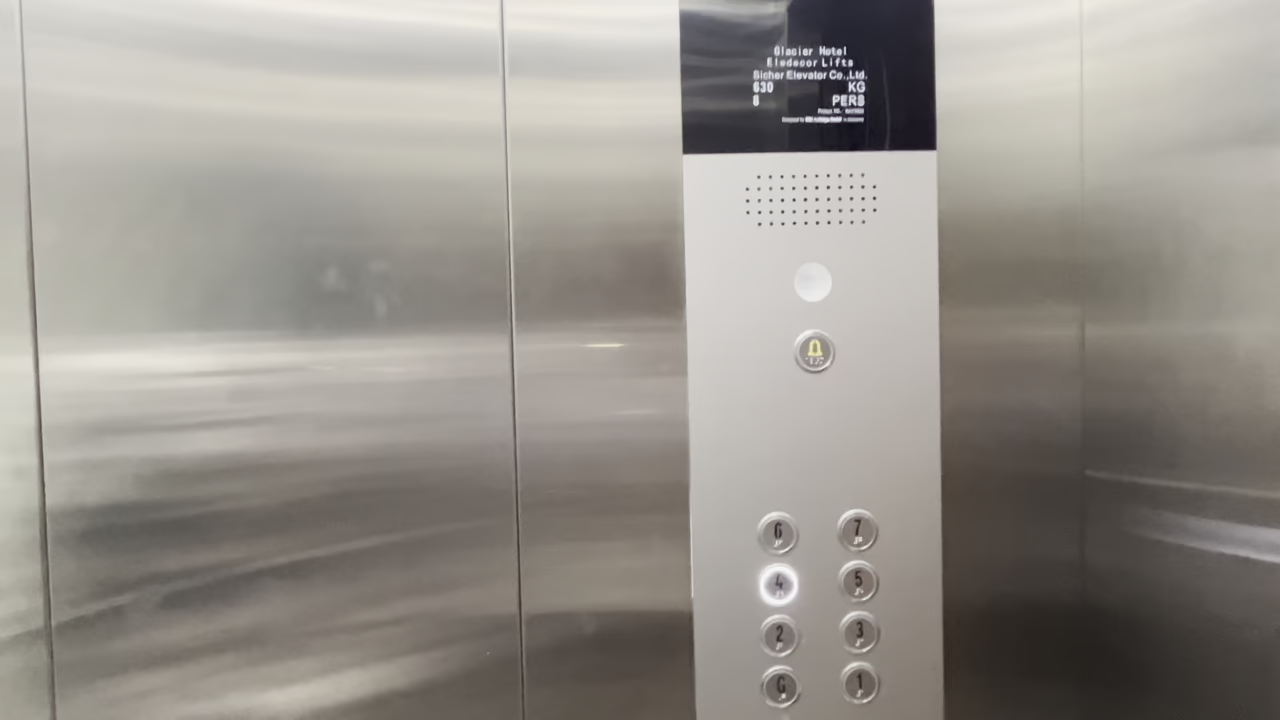 Glacier Hotel
Eledecor Lifts
Sicher Elevator Co.,Ltd.
630 KG
8 PERS
6 7
4 5
2 3
G 1